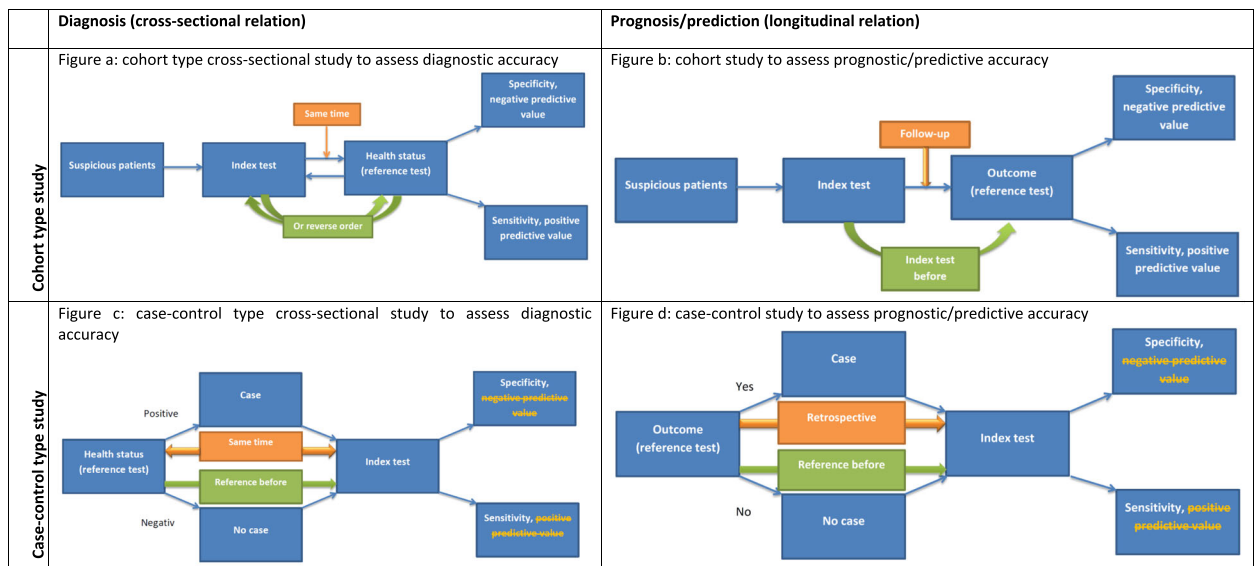 Diagnosis (cross-sectional relation)
Prognosis/prediction (longitudinal relation)
Cohort type study
Figure a: cohort type cross-sectional study to assess diagnostic accuracy
Suspicious patients
Index test
Same time
Health status
(reference test)
Or reverse order
Specificity,
negative predictive
value
Sensitivity, positive
predictive value
Figure b: cohort study to assess prognostic/predictive accuracy
Suspicious patients
Index test
Follow-up
Outcome
(reference test)
Index test
before
Specificity,
negative predictive
value
Sensitivity, positive
predictive value
Case-control type study
Figure c: case-control type cross-sectional study to assess diagnostic
accuracy
Health status
(reference test)
Positive
Negativ
Case
Same time
Reference before
No case
Index test
Specificity,
negative predictive
value
Sensitivity, positive
predictive value
Figure d: case-control study to assess prognostic/predictive accuracy
Outcome
(reference test)
Yes
No
Case
Retrospective
Reference before
No case
Index test
Specificity,
negative predictive
value
Sensitivity, positive
predictive value